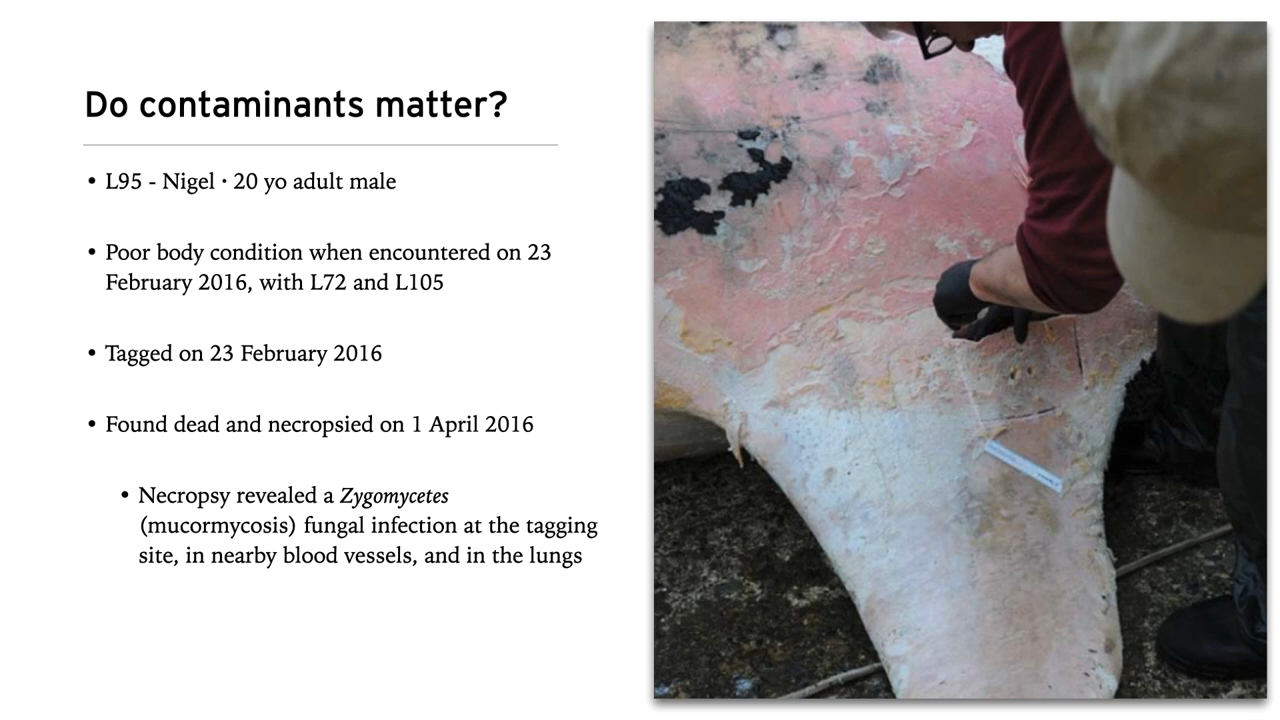 Do contaminants matter?
• L95 - Nigel · 20 yo adult male
• Poor body condition when encountered on 23
February 2016, with L72 and L105
• Tagged on 23 February 2016
• Found dead and necropsied on 1 April 2016
• Necropsy revealed a Zygomycetes
(mucormycosis) fungal infection at the tagging
site, in nearby blood vessels, and in the lungs